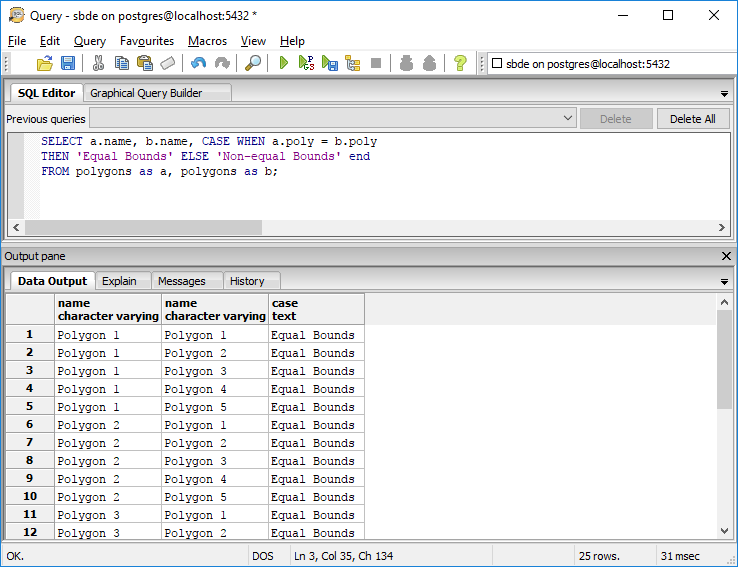 Query - sbde on postgres@localhost:5432 *
File Edit Query Favourites Macros View Help
sbde on postgres@localhost:5432
SQL Editor Graphical Query Builder
Previous queries Delete Delete All
SELECT a.name, b.name, CASE WHEN a.poly = b.poly
THEN 'Equal Bounds' ELSE 'Non-equal Bounds' end
FROM polygons as a, polygons as b;
Output pane
Data Output Explain Messages History
name name case
character varying character varying text
1 Polygon 1 Polygon 1 Equal Bounds
2 Polygon 1 Polygon 2 Equal Bounds
3 Polygon 1 Polygon 3 Equal Bounds
4 Polygon 1 Polygon 4 Equal Bounds
5 Polygon 1 Polygon 5 Equal Bounds
6 Polygon 2 Polygon 1 Equal Bounds
7 Polygon 2 Polygon 2 Equal Bounds
8 Polygon 2 Polygon 3 Equal Bounds
9 Polygon 2 Polygon 4 Equal Bounds
10 Polygon 2 Polygon 5 Equal Bounds
11 Polygon 3 Polygon 1 Equal Bounds
12 Polygon 3 Polygon 2 Equal Bounds
OK. DOS Ln 3, Col 35, Ch 134 25 rows. 31 msec